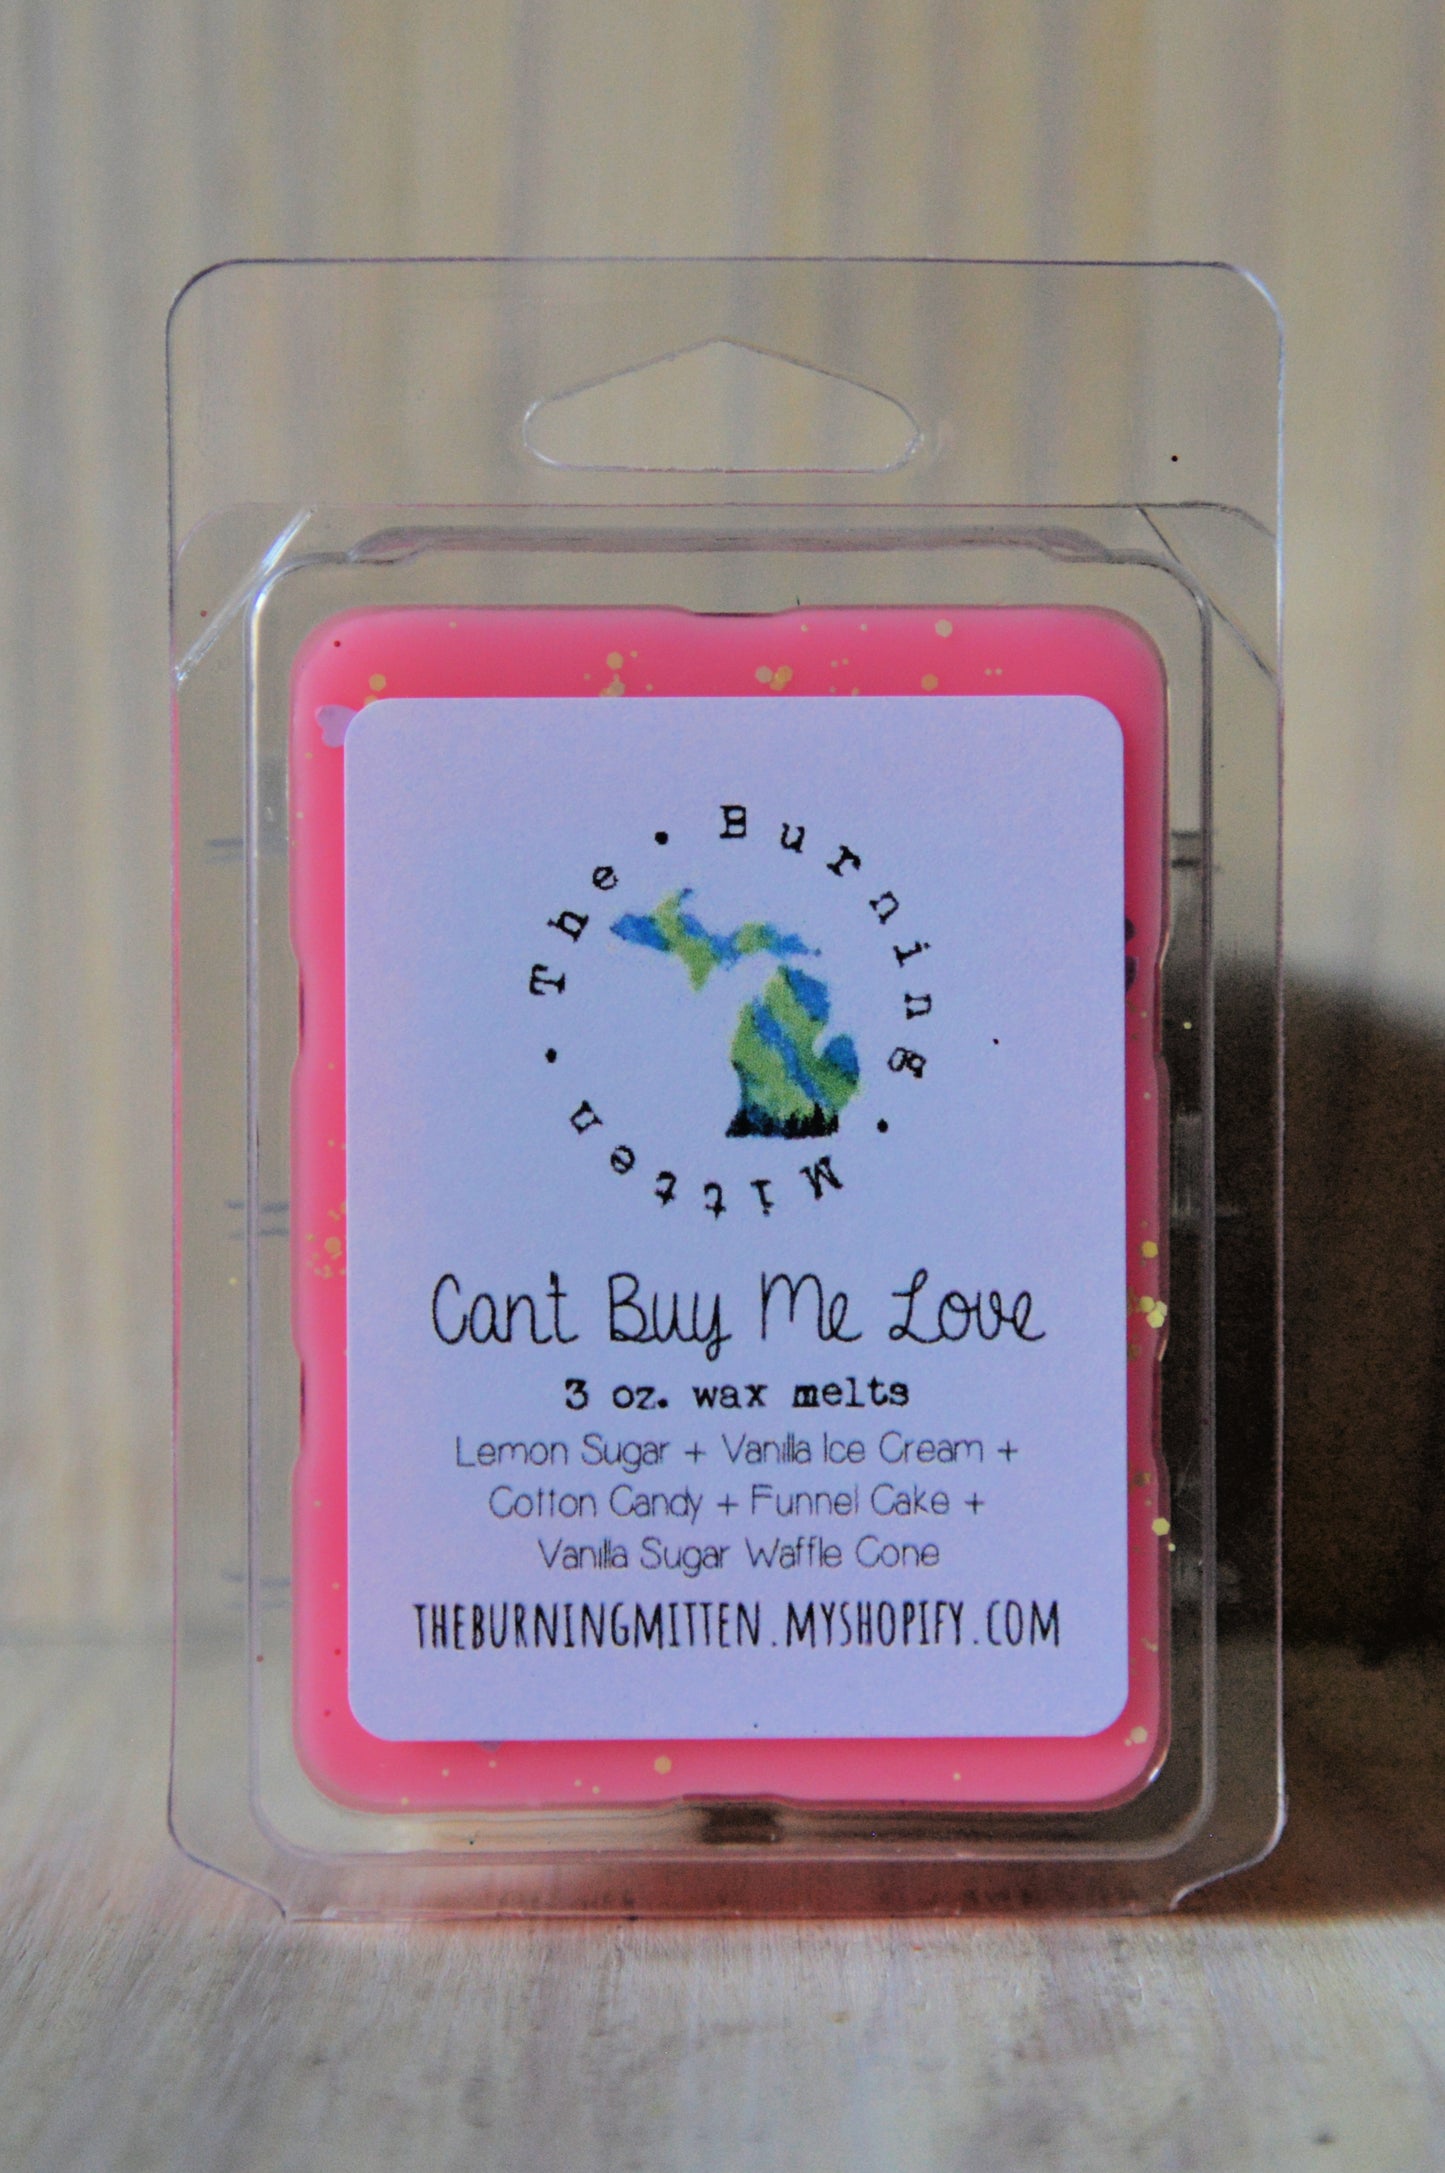 The • Burning • Mitten •
Can't Buy Me Love
3 oz. wax melts
Lemon Sugar + Vanilla Ice Cream +
Cotton Candy + Funnel Cake +
Vanilla Sugar Waffle Cone
THEBURNINGMITTEN.MYSHOPIFY.COM